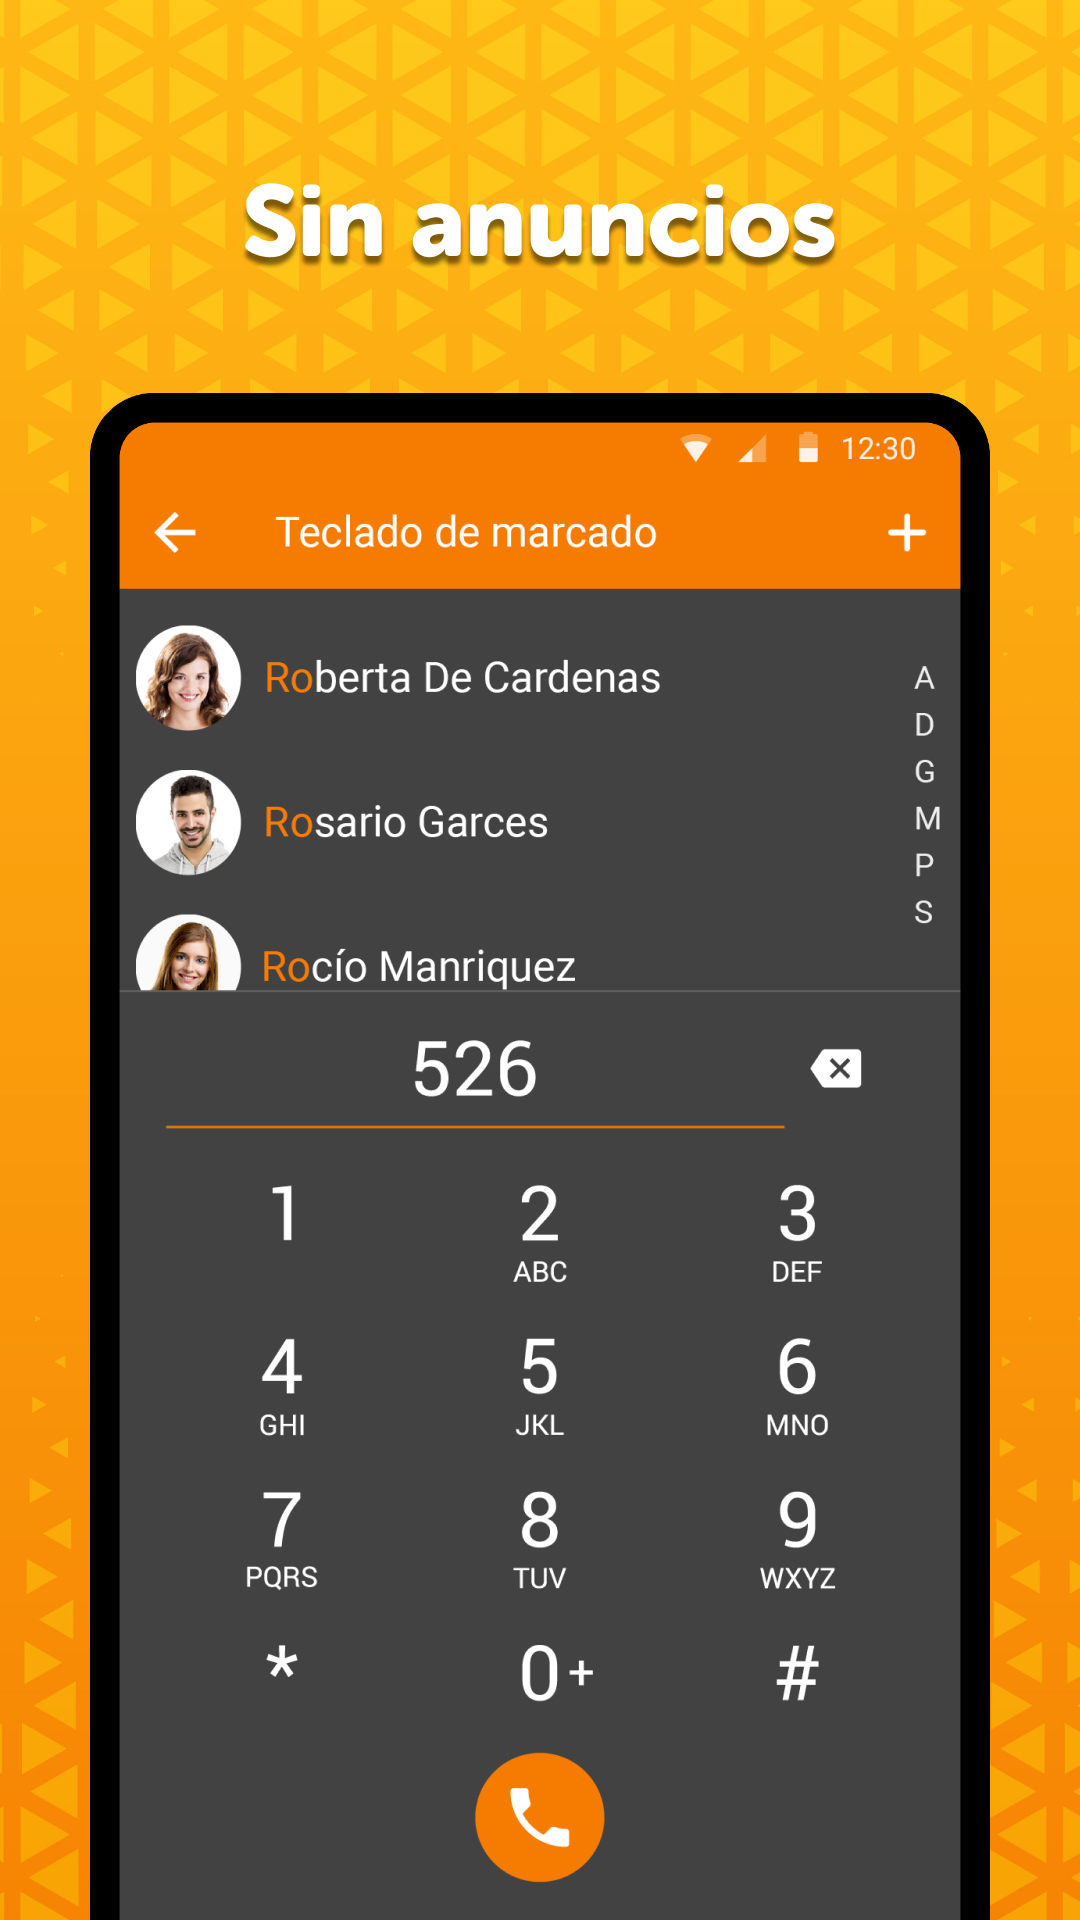 Sin anuncios
12:30
Teclado de marcado
Roberta De Cardenas
Rosario Garces
Rocío Manriquez
A
D
G
M
P
S
526
1 2 3
ABC DEF
4 5 6
GHI JKL MNO
7 8 9
PQRS TUV WXYZ
* 0+ #